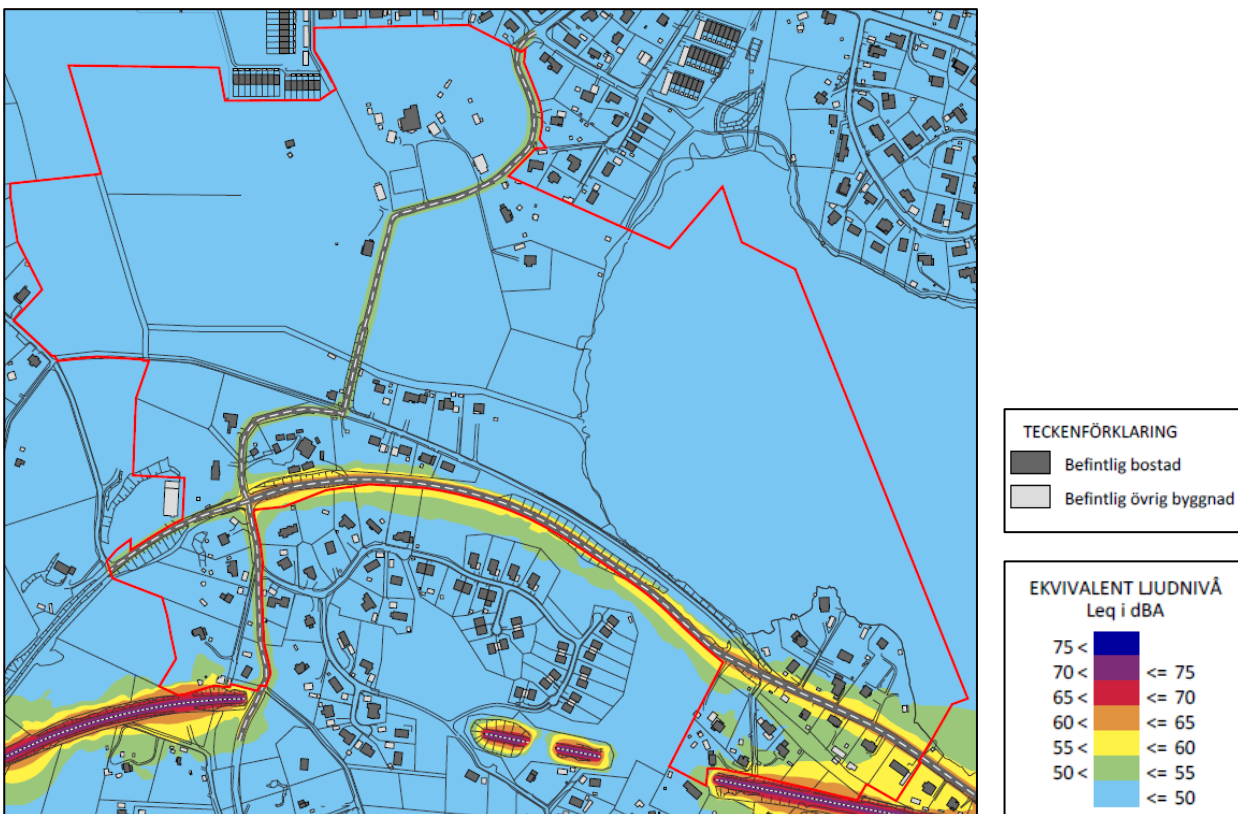 TECKENFÖRKLARING
Befintlig bostad
Befintlig övrig byggnad
EKVIVALENT LJUDNIVÅ
Leq i dBA
75 <
70 < <= 75
65 < <= 70
60 < <= 65
55 < <= 60
50 < <= 55
<= 50